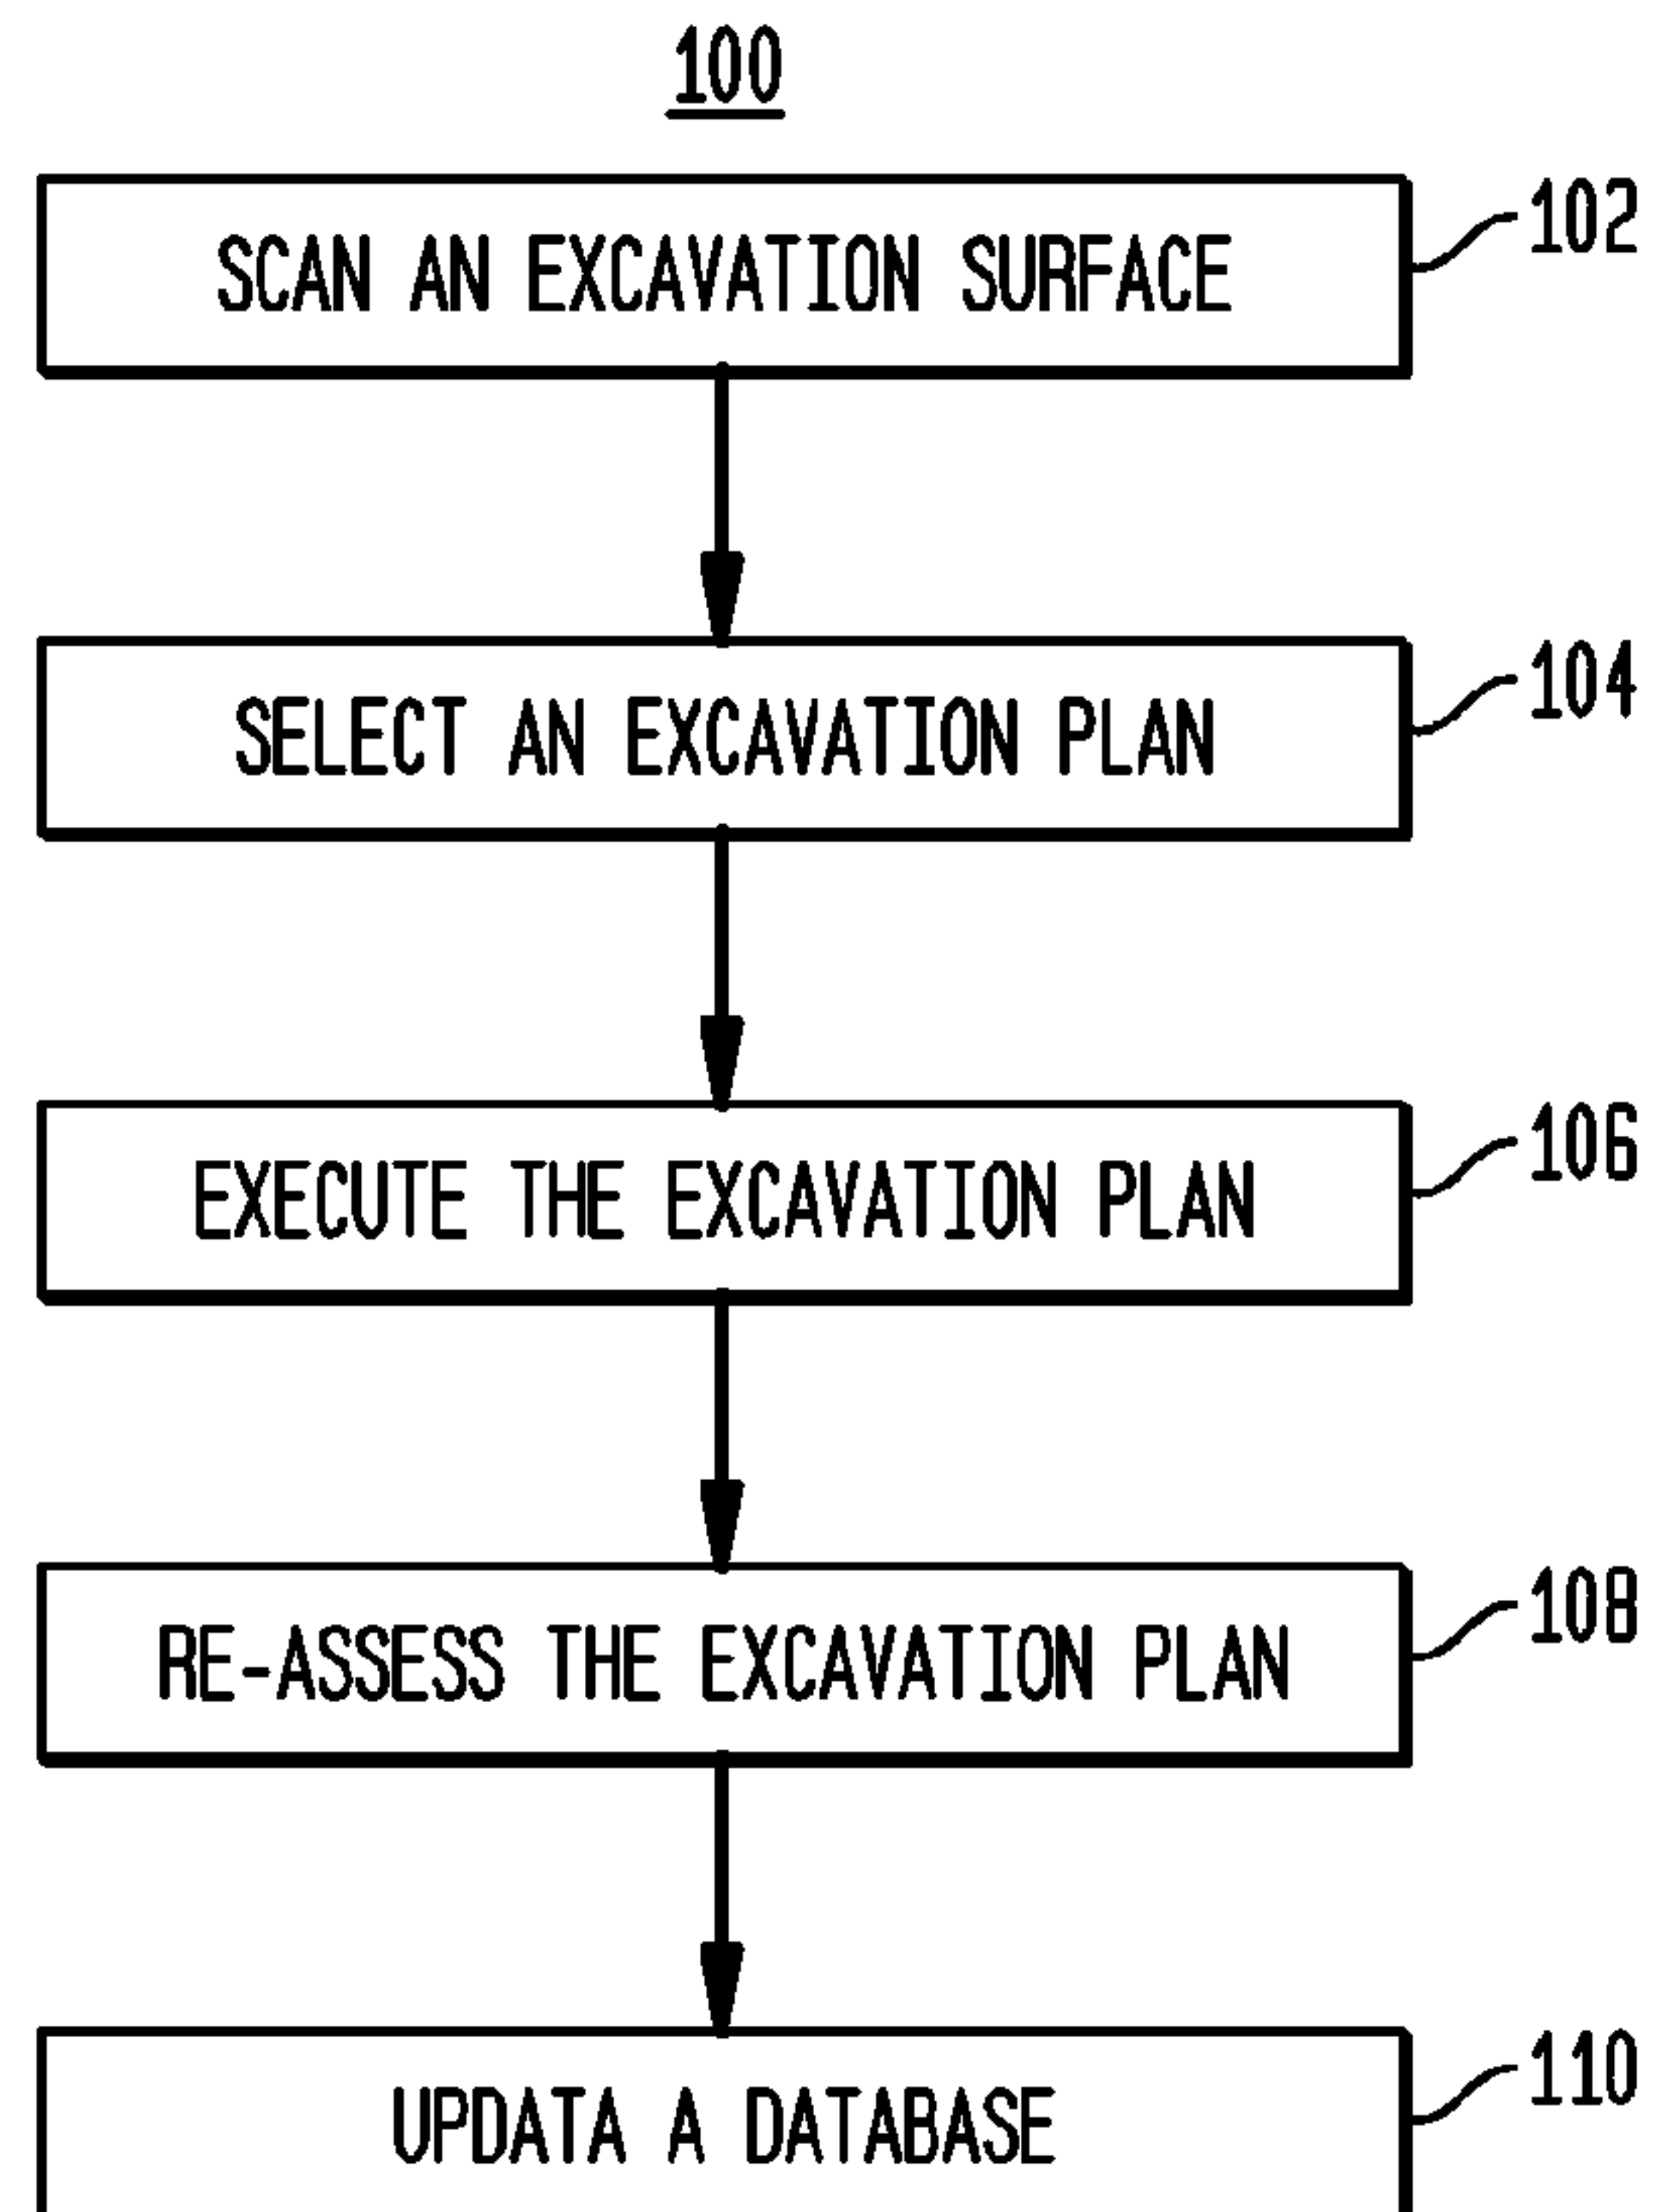 100
SCAN AN EXCAVATION SURFACE
102
SELECT AN EXCAVATION PLAN
104
EXECUTE THE EXCAVATION PLAN
106
RE-ASSESS THE EXCAVATION PLAN
108
UPDATA A DATABASE
110